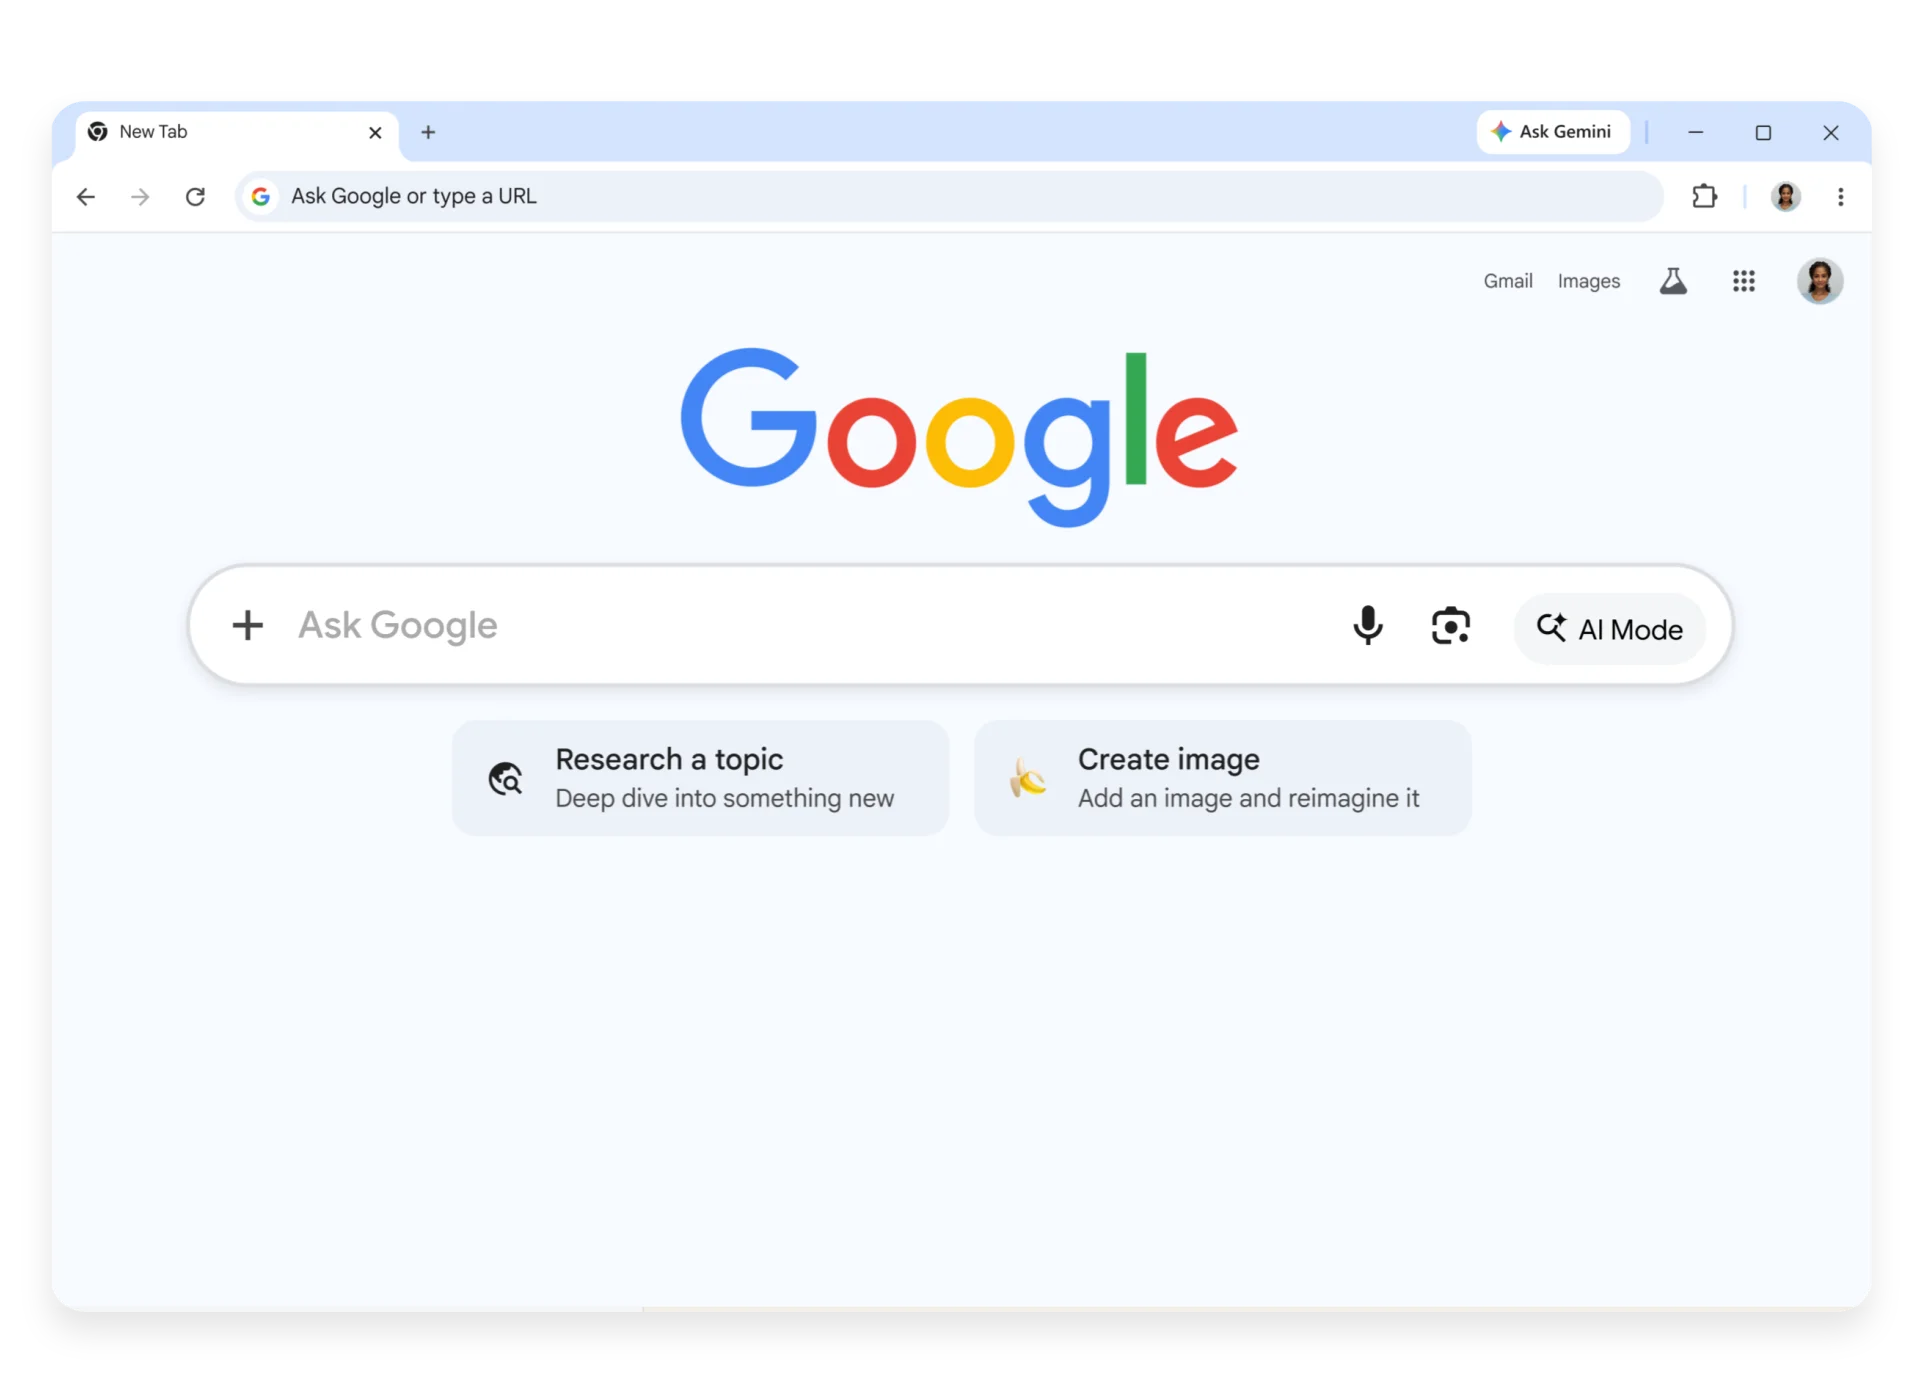 New Tab
Ask Gemini
Ask Google or type a URL
Gmail Images
Google
Ask Google
AI Mode
Research a topic
Deep dive into something new
Create image
Add an image and reimagine it